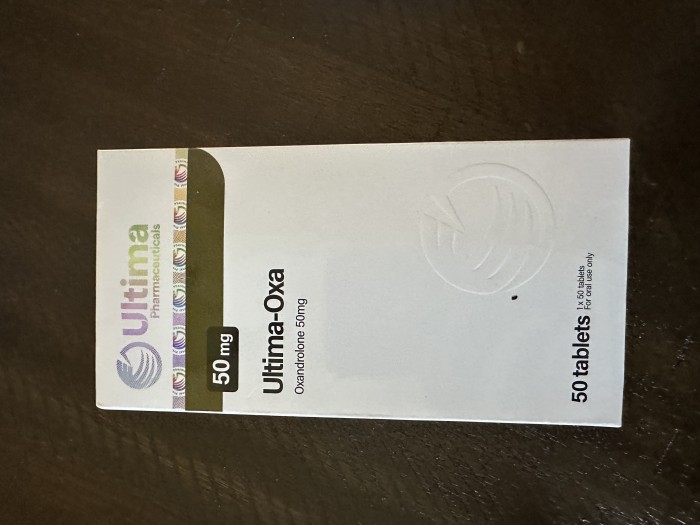 Ultima
Pharmaceuticals
50 mg
Ultima-Oxa
Oxandrolone 50mg
50 tablets
1 x 50 tablets
For oral use only